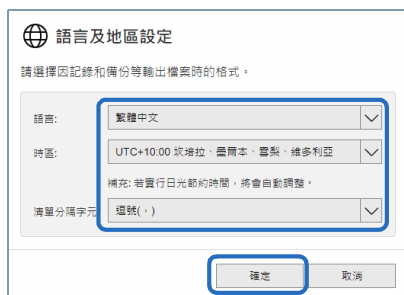 語言及地區設定
請選擇因記錄和備份等輸出檔案時的格式。
語言: 繁體中文
時區: UTC+10:00 坎培拉、墨爾本、雪梨、維多利亞
補充: 若實行日光節約時間，將會自動調整。
清單分隔字元 逗號(，)
確定 取消